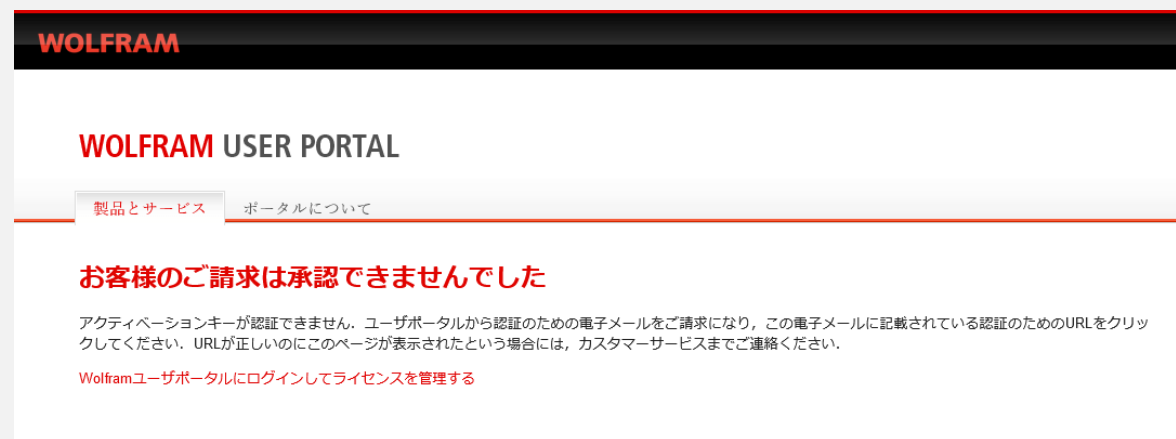 WOLFRAM
WOLFRAM USER PORTAL
製品とサービス ポータルについて
お客様のご請求は承認できませんでした
アクティベーションキーが認証できません．ユーザポータルから認証のための電子メールをご請求になり，この電子メールに記載されている認証のためのURLをクリッ
クしてください．URLが正しいのにこのページが表示されたという場合には，カスタマーサービスまでご連絡ください．
Wolframユーザポータルにログインしてライセンスを管理する